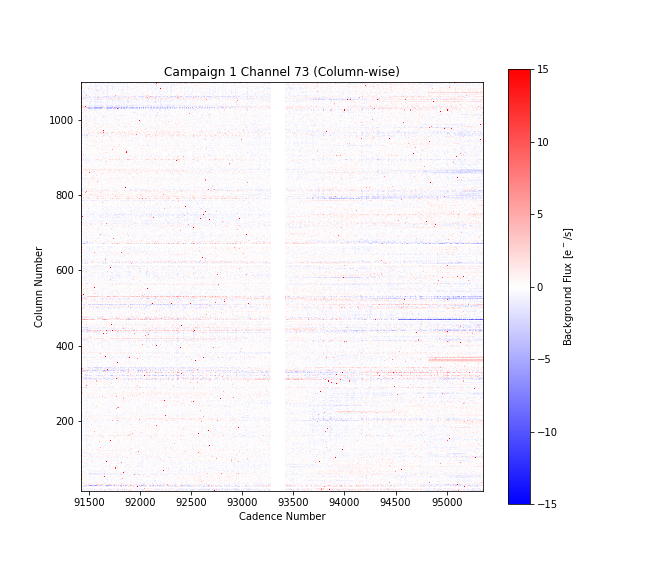 Campaign 1 Channel 73 (Column-wise)
1000
800
600
400
200
Column Number
91500 92000 92500 93000 93500 94000 94500 95000
Cadence Number
15
10
5
0
−5
−10
−15
Background Flux [e⁻/s]